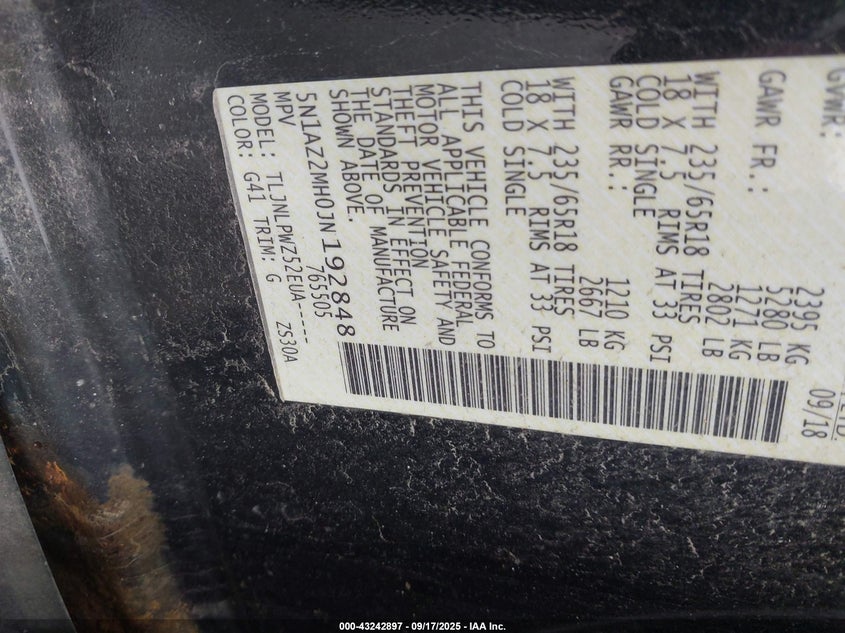 09/18
GVWR: 2395 KG
5280 LB
GAWR FR.: 1271 KG
2802 LB
WITH 235/65R18 TIRES
18 X 7.5 RIMS AT 33 PSI
COLD SINGLE
GAWR RR.: 1210 KG
2667 LB
WITH 235/65R18 TIRES
18 X 7.5 RIMS AT 33 PSI
COLD SINGLE
THIS VEHICLE CONFORMS TO
ALL APPLICABLE FEDERAL
MOTOR VEHICLE SAFETY AND
THEFT PREVENTION
STANDARDS IN EFFECT ON
THE DATE OF MANUFACTURE
SHOWN ABOVE.
5N1AZ2MH0JN192848
MPV 765505
MODEL: TLJNLPWZ52EUA-----
COLOR: G41 TRIM: G ZS30A
000-43242897 - 09/17/2025 - IAA Inc.